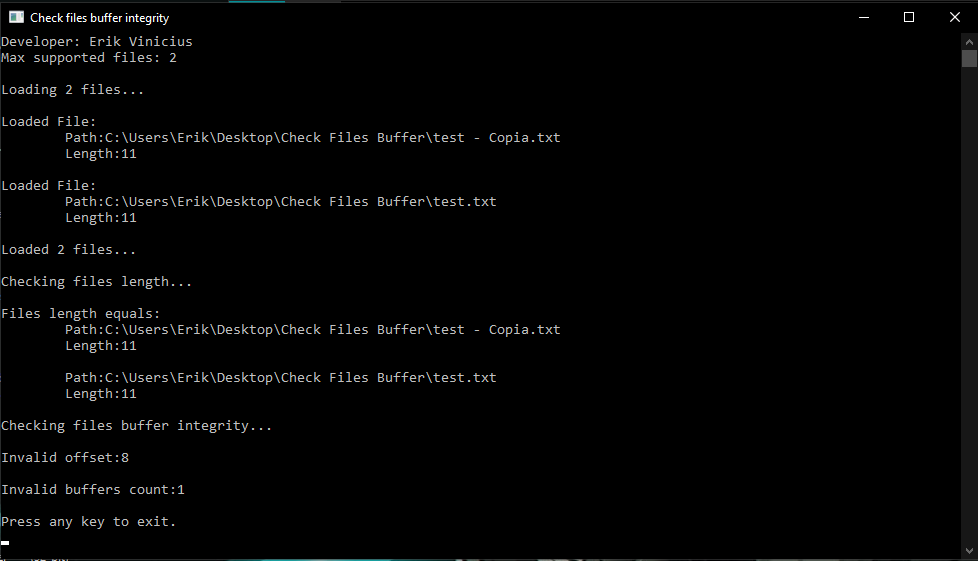 Check files buffer integrity
Developer: Erik Vinicius
Max supported files: 2
Loading 2 files...
Loaded File:
Path:C:\Users\Erik\Desktop\Check Files Buffer\test - Copia.txt
Length:11
Loaded File:
Path:C:\Users\Erik\Desktop\Check Files Buffer\test.txt
Length:11
Loaded 2 files...
Checking files length...
Files length equals:
Path:C:\Users\Erik\Desktop\Check Files Buffer\test - Copia.txt
Length:11
Path:C:\Users\Erik\Desktop\Check Files Buffer\test.txt
Length:11
Checking files buffer integrity...
Invalid offset:8
Invalid buffers count:1
Press any key to exit.